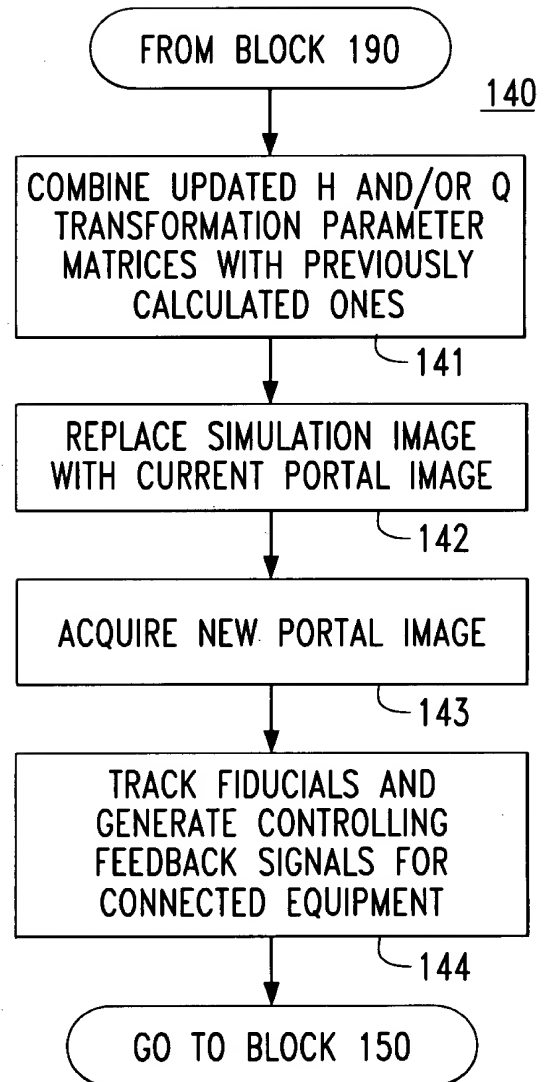 FROM BLOCK 190
140
COMBINE UPDATED H AND/OR Q
TRANSFORMATION PARAMETER
MATRICES WITH PREVIOUSLY
CALCULATED ONES
141
REPLACE SIMULATION IMAGE
WITH CURRENT PORTAL IMAGE
142
ACQUIRE NEW PORTAL IMAGE
143
TRACK FIDUCIALS AND
GENERATE CONTROLLING
FEEDBACK SIGNALS FOR
CONNECTED EQUIPMENT
144
GO TO BLOCK 150